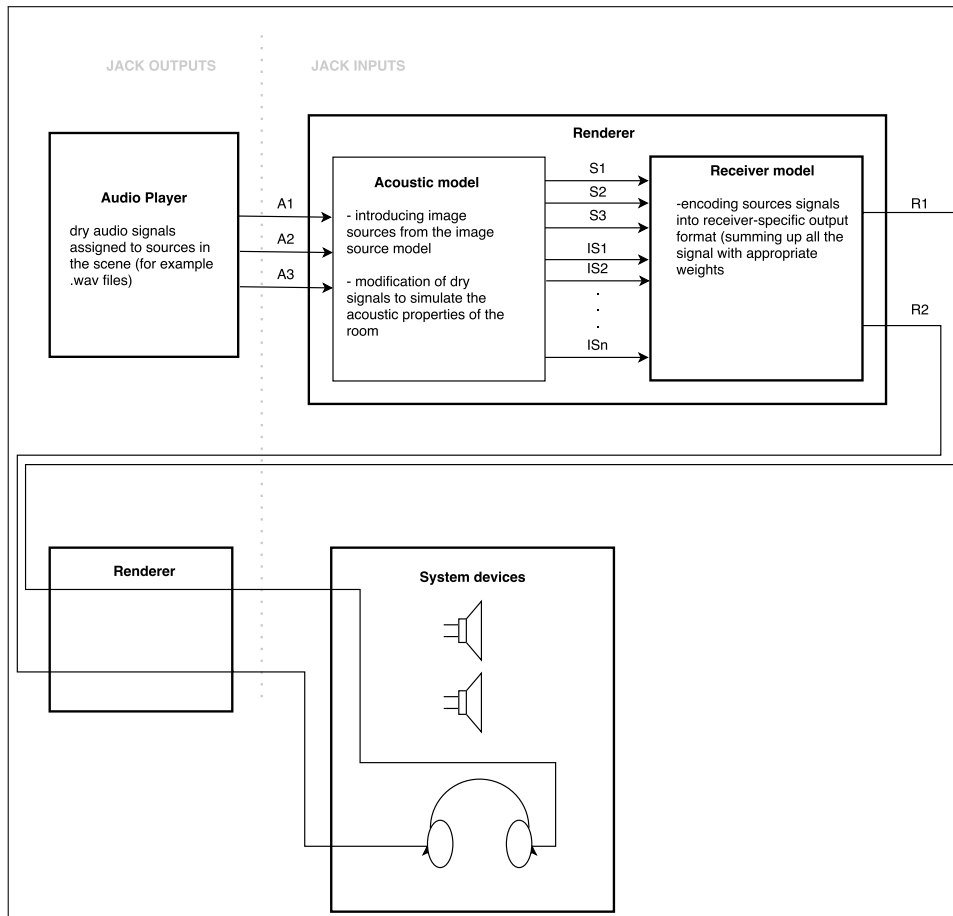 JACK OUTPUTS
JACK INPUTS
Audio Player
dry audio signals
assigned to sources in
the scene (for example
.wav files)
A1
A2
A3
Renderer
Acoustic model
- introducing image
sources from the image
source model
- modification of dry
signals to simulate the
acoustic properties of the
room
S1
S2
S3
IS1
IS2
.
.
.
.
ISn
Receiver model
-encoding sources signals
into receiver-specific output
format (summing up all the
signal with appropriate
weights
R1
R2
Renderer
System devices